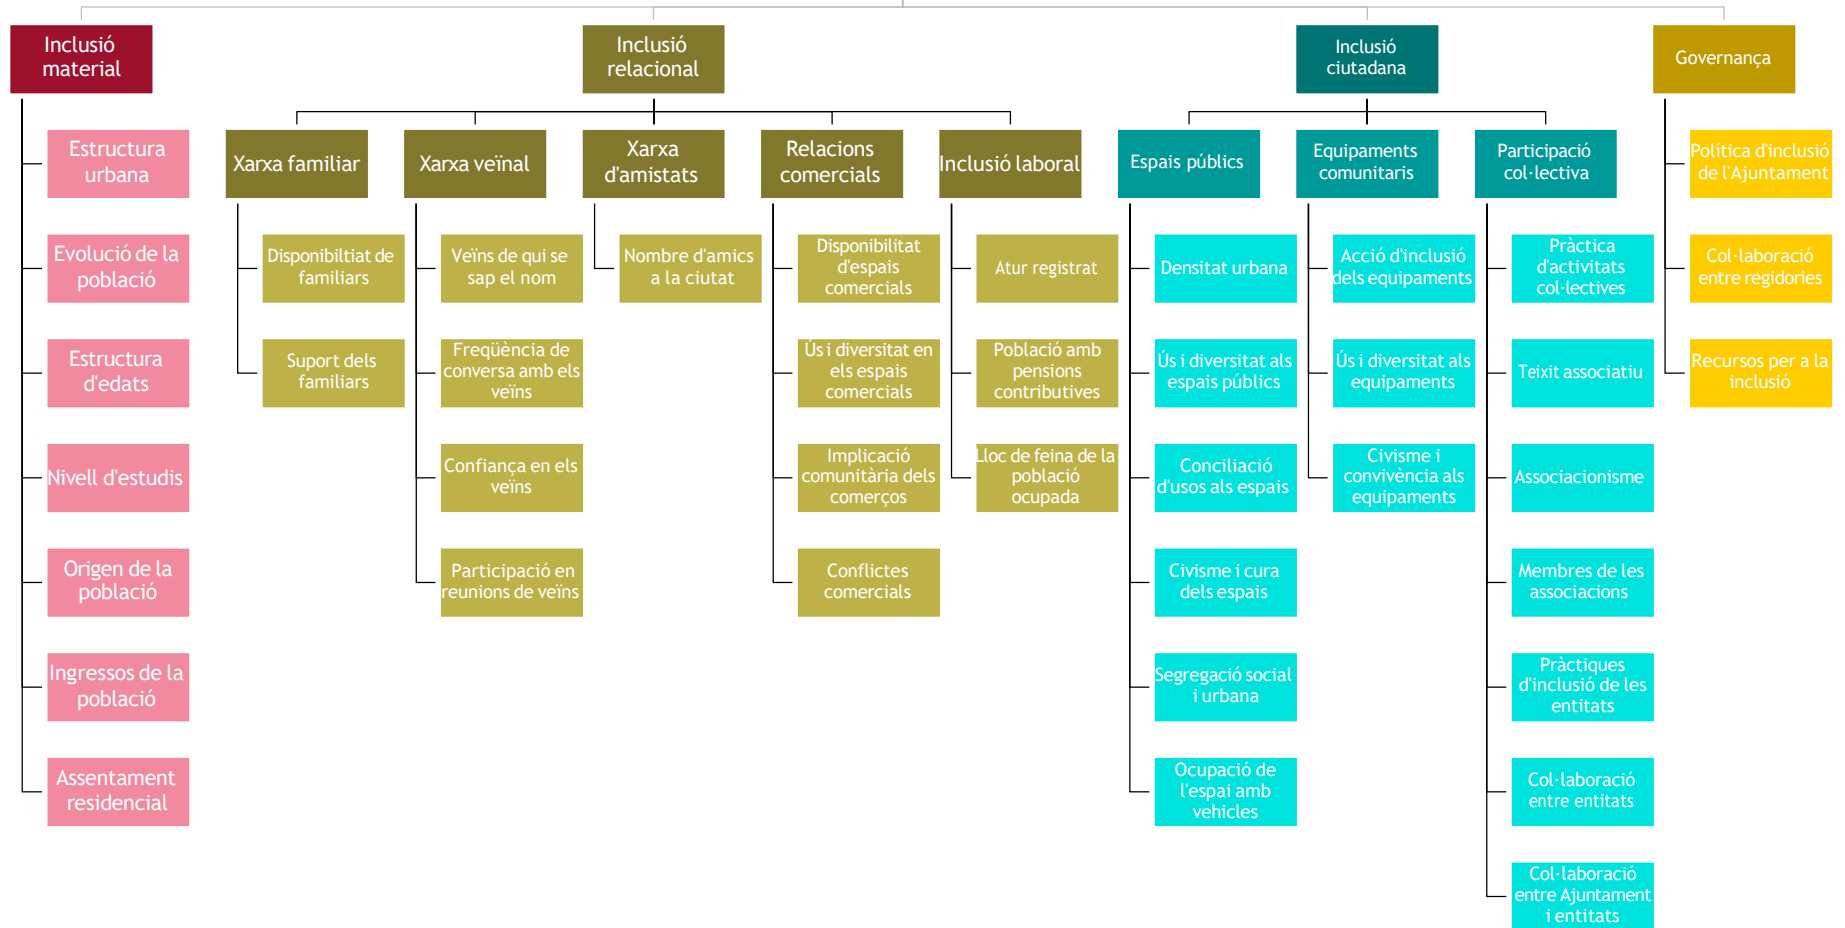 Inclusió
material
Estructura
urbana
Evolució de la
població
Estructura
d'edats
Nivell d'estudis
Origen de la
població
Ingressos de la
població
Assentament
residencial
Inclusió
relacional
Xarxa familiar
Disponibiltiat de
familiars
Suport dels
familiars
Xarxa veïnal
Veïns de qui se
sap el nom
Freqüència de
conversa amb els
veïns
Confiança en els
veïns
Participació en
reunions de veïns
Xarxa
d'amistats
Nombre d'amics
a la ciutat
Relacions
comercials
Disponibilitat
d'espais
comercials
Ús i diversitat en
els espais
comercials
Implicació
comunitària dels
comerços
Conflictes
comercials
Inclusió laboral
Atur registrat
Població amb
pensions
contributives
Lloc de feina de la
població
ocupada
Inclusió
ciutadana
Espais públics
Densitat urbana
Ús i diversitat als
espais públics
Conciliació
d'usos als espais
Civisme i cura
dels espais
Segregació social
i urbana
Ocupació de
l'espai amb
vehicles
Equipaments
comunitaris
Acció d'inclusió
dels equipaments
Ús i diversitat als
equipaments
Civisme i
convivència als
equipaments
Participació
col·lectiva
Pràctica
d'activitats
col·lectives
Teixit associatiu
Associacionisme
Membres de les
associacions
Pràctiques
d'inclusió de les
entitats
Col·laboració
entre entitats
Col·laboració
entre Ajuntament
i entitats
Governança
Política d'inclusió
de l'Ajuntament
Col·laboració
entre regidories
Recursos per a la
inclusió